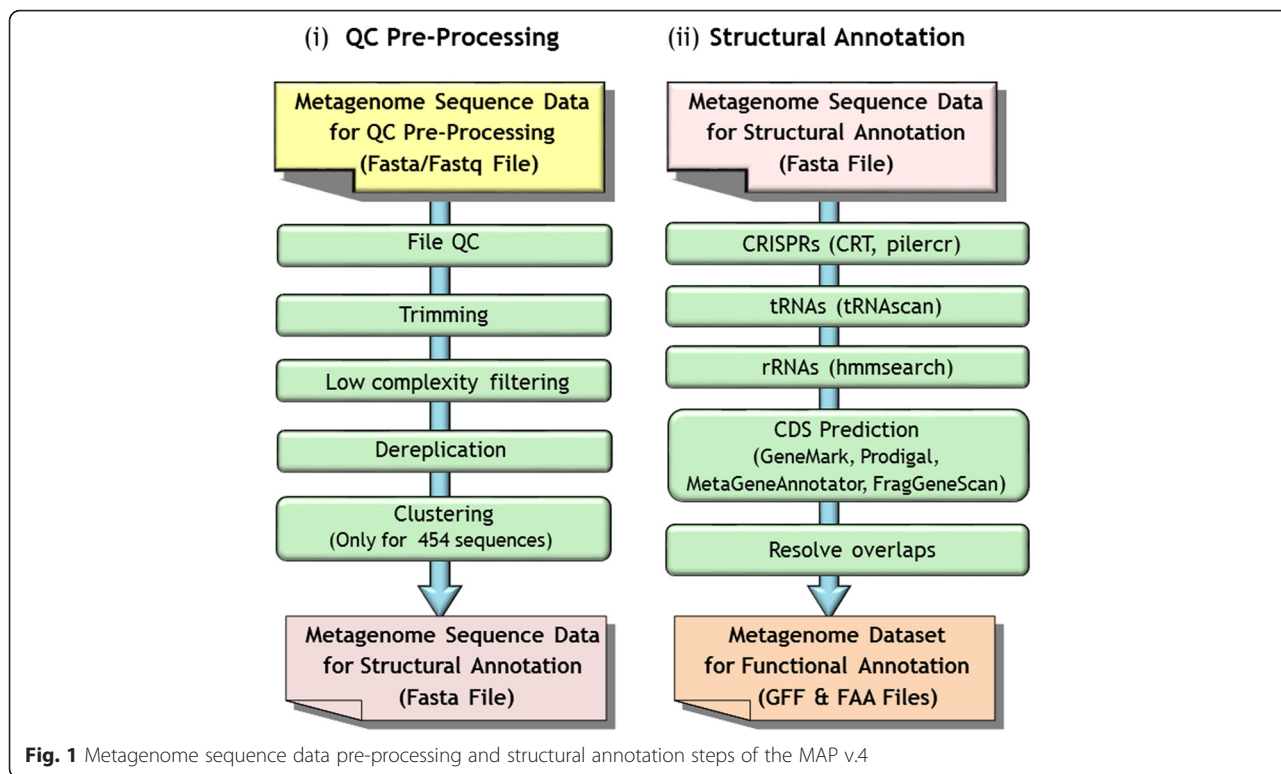 (i) QC Pre-Processing
Metagenome Sequence Data
for QC Pre-Processing
(Fasta/Fastq File)
File QC
Trimming
Low complexity filtering
Dereplication
Clustering
(Only for 454 sequences)
Metagenome Sequence Data
for Structural Annotation
(Fasta File)
(ii) Structural Annotation
Metagenome Sequence Data
for Structural Annotation
(Fasta File)
CRISPRs (CRT, pilercr)
tRNAs (tRNAscan)
rRNAs (hmmsearch)
CDS Prediction
(GeneMark, Prodigal,
MetaGeneAnnotator, FragGeneScan)
Resolve overlaps
Metagenome Dataset
for Functional Annotation
(GFF & FAA Files)
Fig. 1 Metagenome sequence data pre-processing and structural annotation steps of the MAP v.4